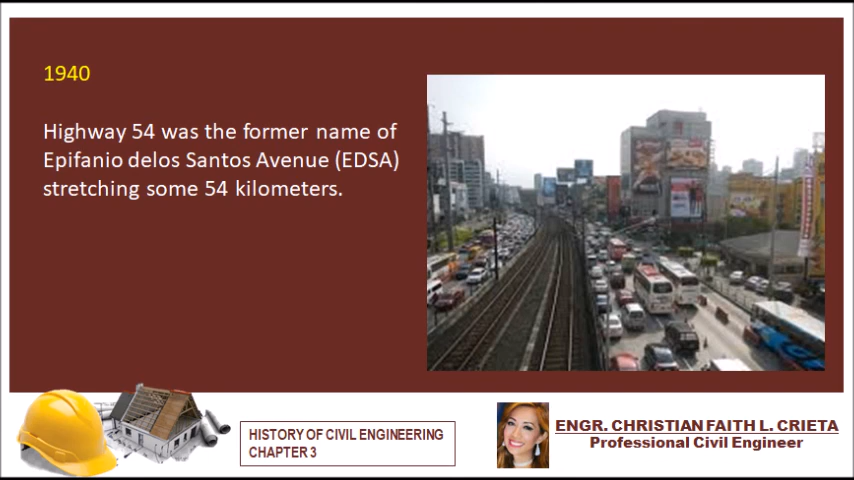 1940
Highway 54 was the former name of
Epifanio delos Santos Avenue (EDSA)
stretching some 54 kilometers.
HISTORY OF CIVIL ENGINEERING
CHAPTER 3
ENGR. CHRISTIAN FAITH L. CRIETA
Professional Civil Engineer